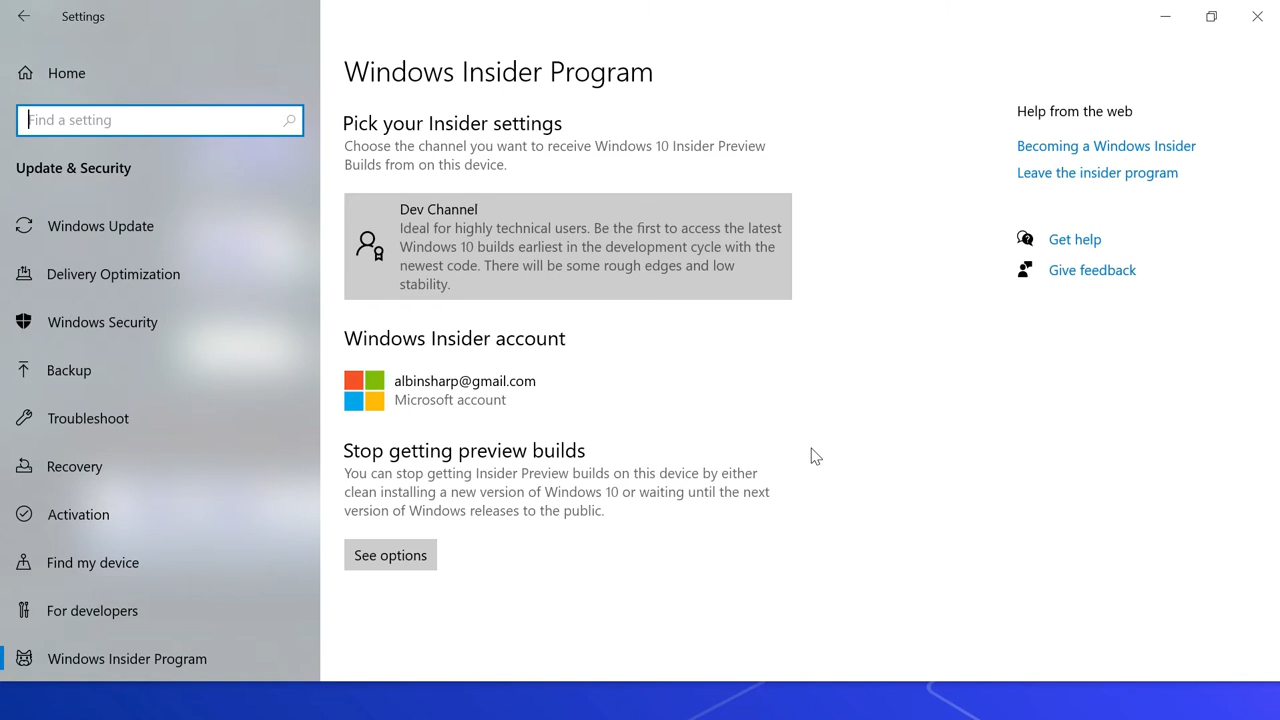 Settings
Home
Find a setting
Update & Security
Windows Update
Delivery Optimization
Windows Security
Backup
Troubleshoot
Recovery
Activation
Find my device
For developers
Windows Insider Program
Windows Insider Program
Pick your Insider settings
Choose the channel you want to receive Windows 10 Insider Preview
Builds from on this device.
Dev Channel
Ideal for highly technical users. Be the first to access the latest
Windows 10 builds earliest in the development cycle with the
newest code. There will be some rough edges and low
stability.
Windows Insider account
albinsharp@gmail.com
Microsoft account
Stop getting preview builds
You can stop getting Insider Preview builds on this device by either
clean installing a new version of Windows 10 or waiting until the next
version of Windows releases to the public.
See options
Help from the web
Becoming a Windows Insider
Leave the insider program
Get help
Give feedback